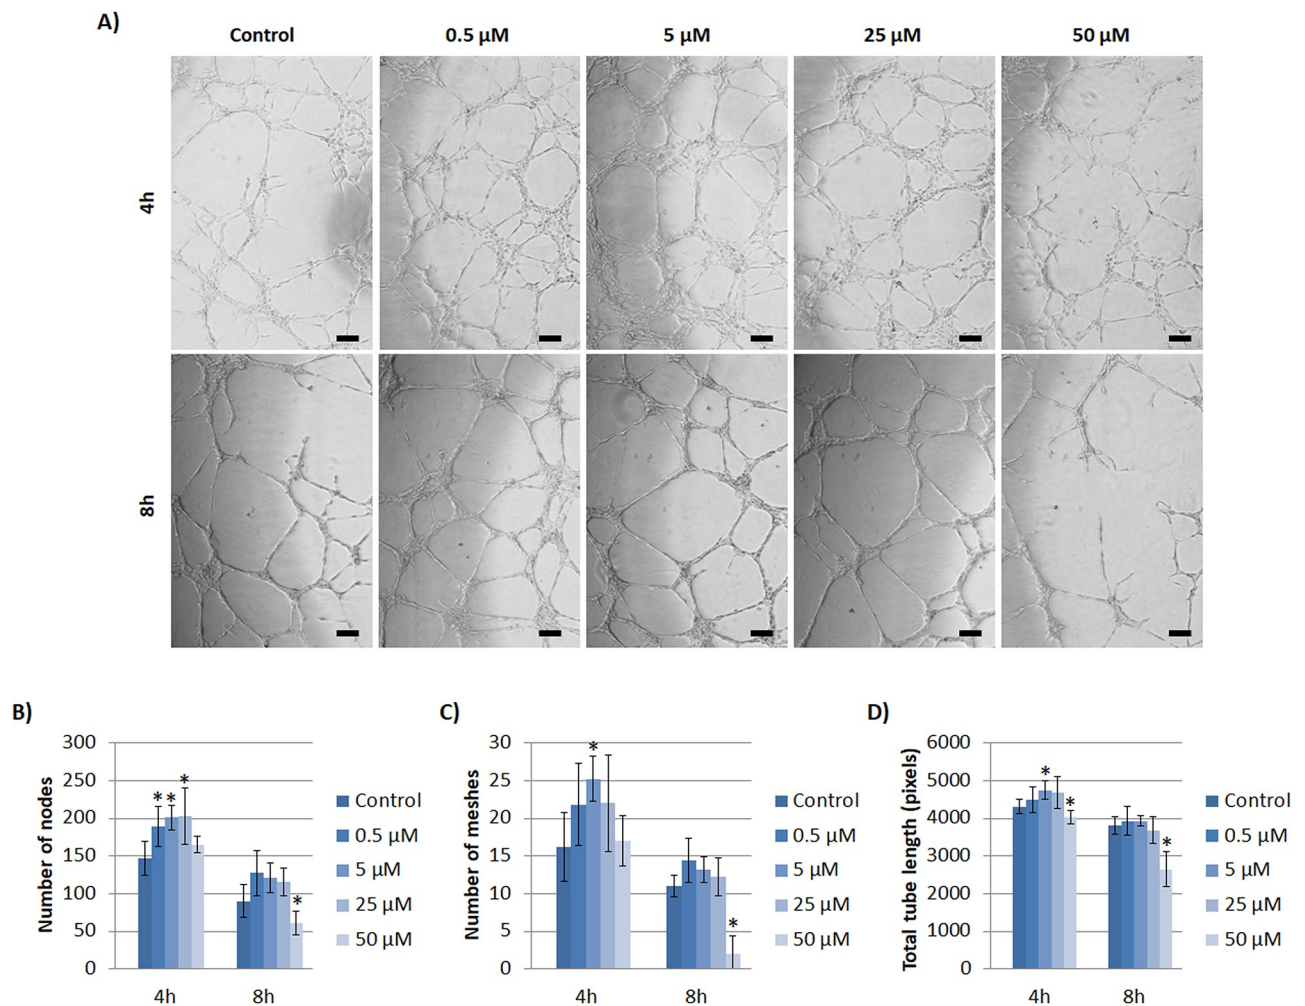 A)
Control 0.5 µM 5 µM 25 µM 50 µM
4h
8h
B)
Number of nodes
300
250
200
150
100
50
0
* * *
*
4h 8h
Control
0.5 µM
5 µM
25 µM
50 µM
C)
Number of meshes
30
25
20
15
10
5
0
*
*
4h 8h
Control
0.5 µM
5 µM
25 µM
50 µM
D)
Total tube length (pixels)
6000
5000
4000
3000
2000
1000
0
*
*
*
4h 8h
Control
0.5 µM
5 µM
25 µM
50 µM